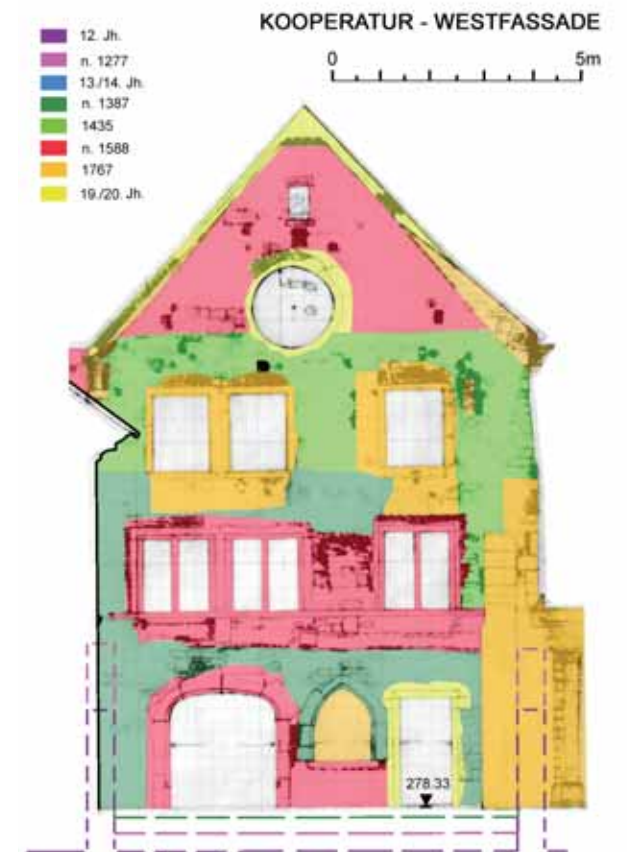 KOOPERATUR - WESTFASSADE
0 5m
12. Jh.
n. 1277
13./14. Jh.
n. 1387
1435
n. 1588
1767
19./20. Jh.
278.33